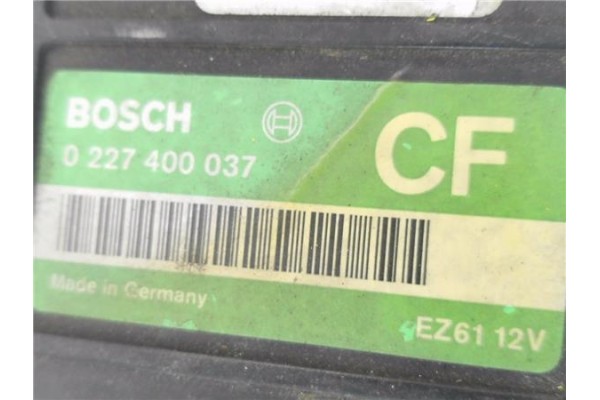 BOSCH
CF
0 227 400 037
Made in Germany
EZ61 12V